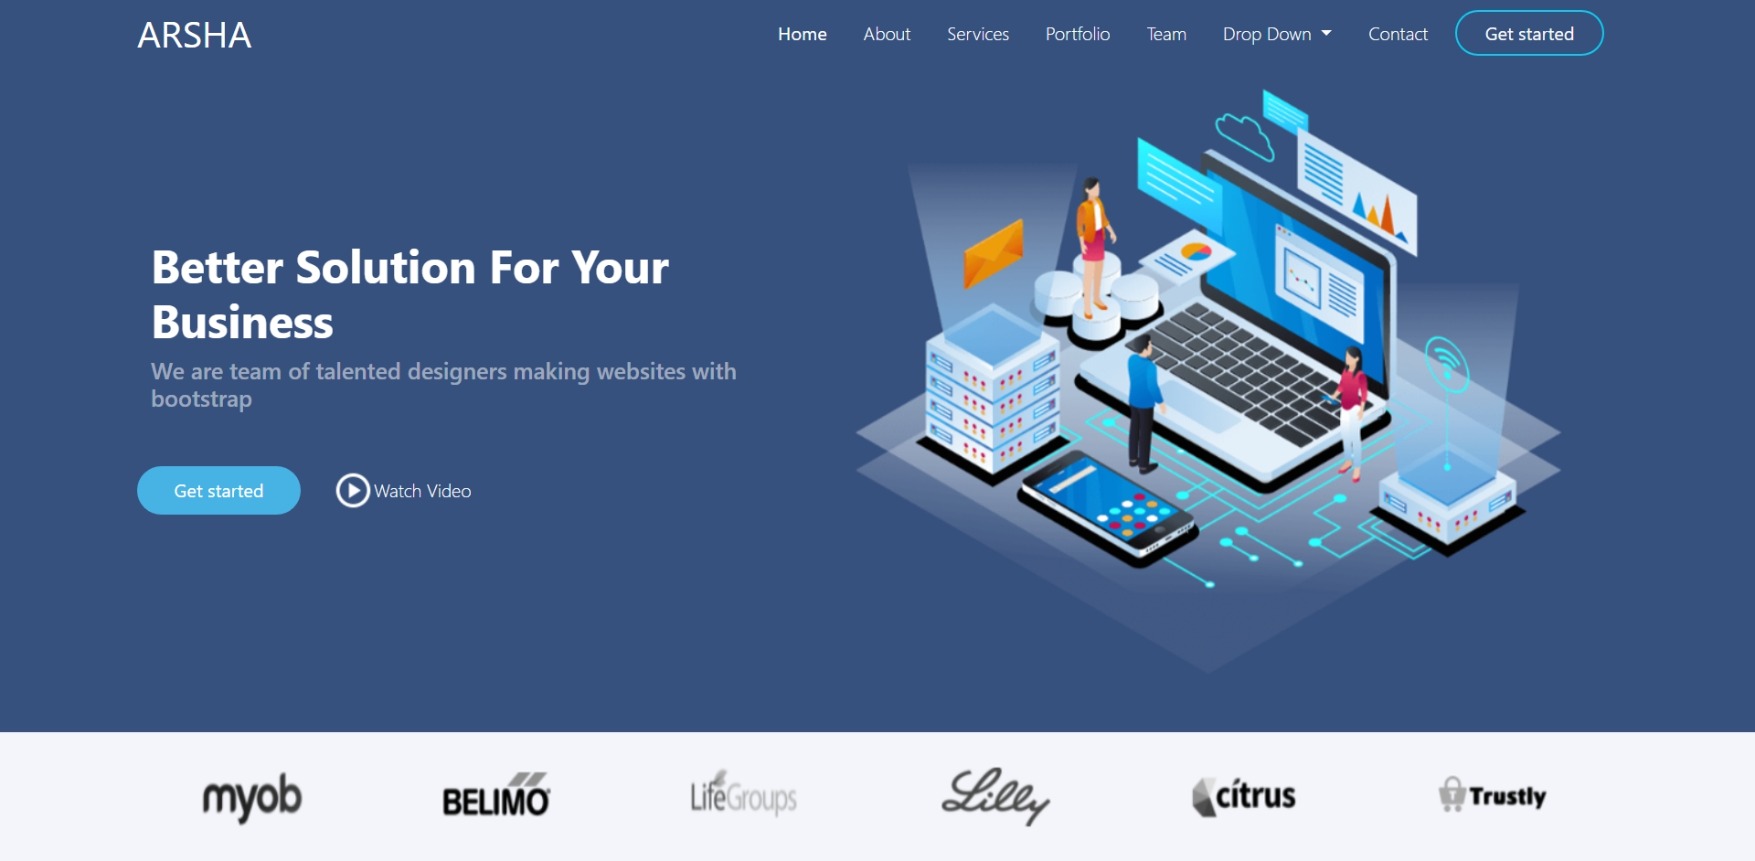 ARSHA
Home About Services Portfolio Team Drop Down Contact Get started
Better Solution For Your
Business
We are team of talented designers making websites with
bootstrap
Get started Watch Video
myob BELIMO LifeGroups Lilly citrus Trustly